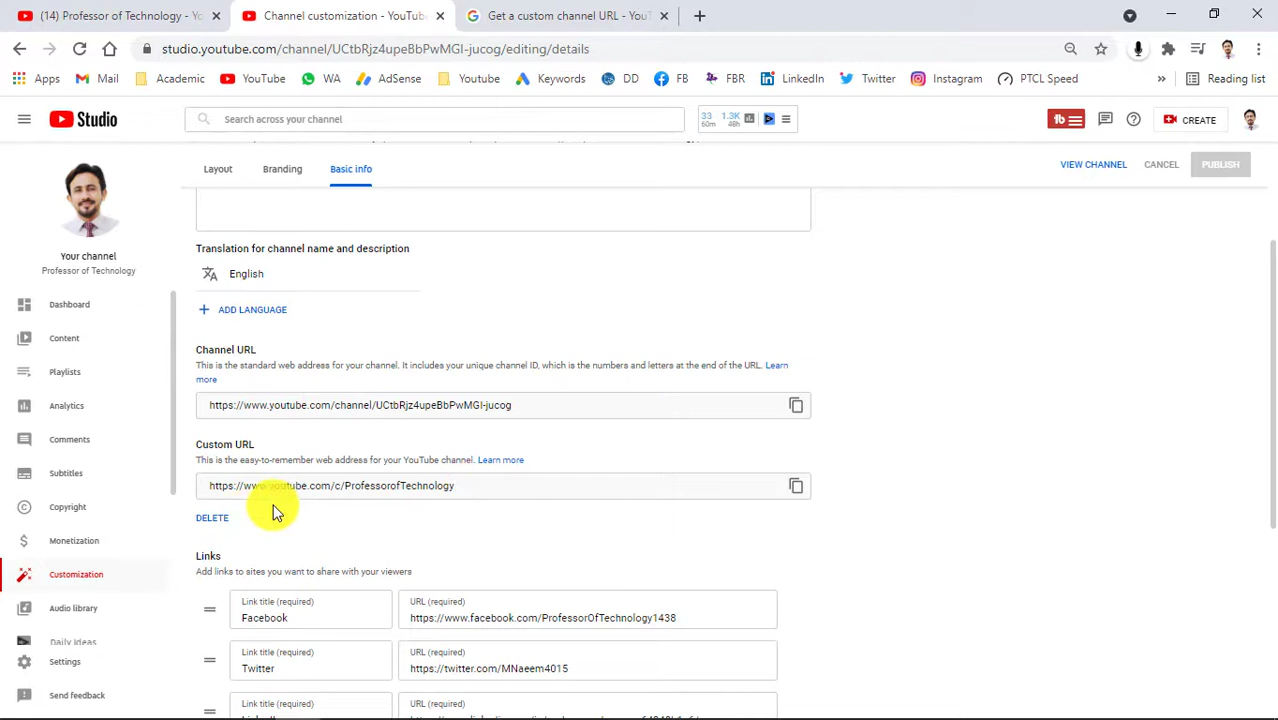 (14) Professor of Technology - Yo
Channel customization - YouTube
Get a custom channel URL - YouT
studio.youtube.com/channel/UCtbRjz4upeBbPwMGI-jucog/editing/details
Apps
Mail
Academic
YouTube
WA
AdSense
Youtube
Keywords
DD
FB
FBR
LinkedIn
Twitter
Instagram
PTCL Speed
»
Reading list
Studio
Search across your channel
33
60m
1.3K
48h
CREATE
Layout
Branding
Basic info
VIEW CHANNEL
CANCEL
PUBLISH
Your channel
Professor of Technology
Dashboard
Content
Playlists
Analytics
Comments
Subtitles
Copyright
Monetization
Customization
Audio library
Daily Ideas
Settings
Send feedback
Translation for channel name and description
English
ADD LANGUAGE
Channel URL
This is the standard web address for your channel. It includes your unique channel ID, which is the numbers and letters at the end of the URL. Learn
more
https://www.youtube.com/channel/UCtbRjz4upeBbPwMGI-jucog
Custom URL
This is the easy-to-remember web address for your YouTube channel. Learn more
https://www.youtube.com/c/ProfessorofTechnology
DELETE
Links
Add links to sites you want to share with your viewers
Link title (required)
Facebook
URL (required)
https://www.facebook.com/ProfessorOfTechnology1438
Link title (required)
Twitter
URL (required)
https://twitter.com/MNaeem4015
Link title (required)
URL (required)